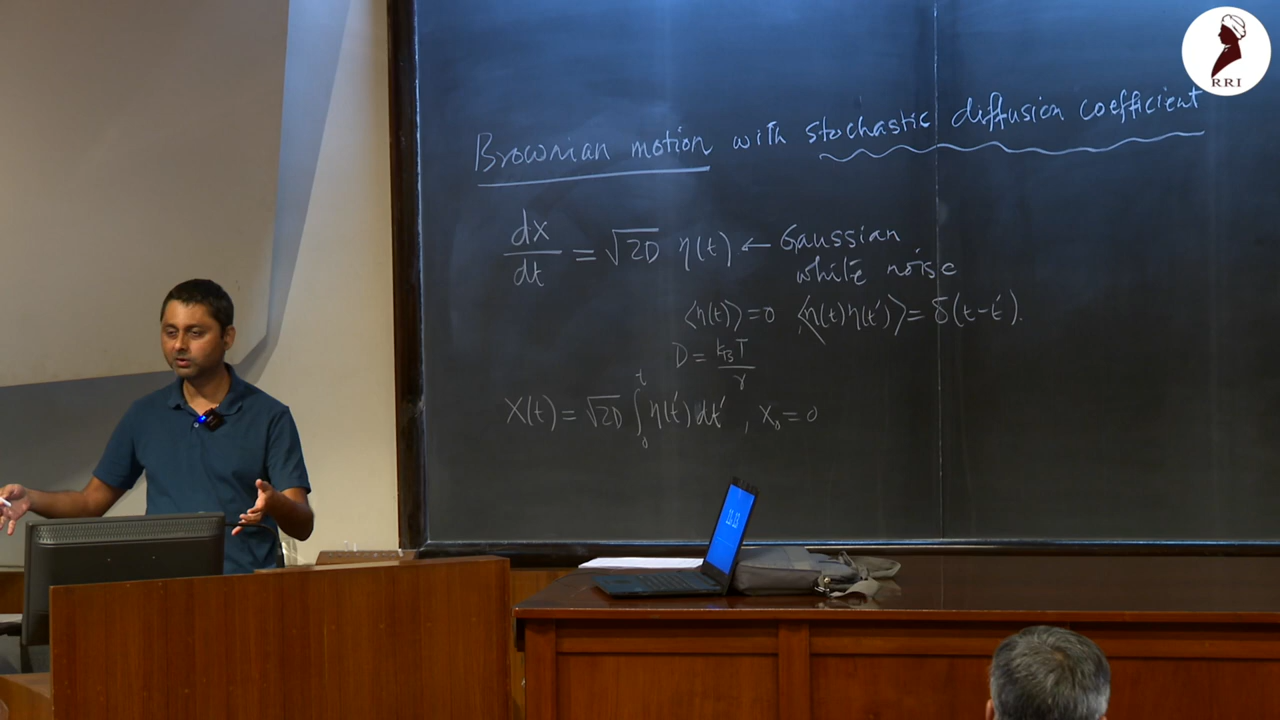 RRI
Brownian motion with stochastic diffusion coefficient
dx/dt = √2D η(t) ← Gaussian
white noise
⟨η(t)⟩ = 0 ⟨η(t)η(t')⟩ = δ(t-t').
D = k_BT/γ
X(t) = √2D ∫₀ᵗ η(t')dt' , X₀ = 0